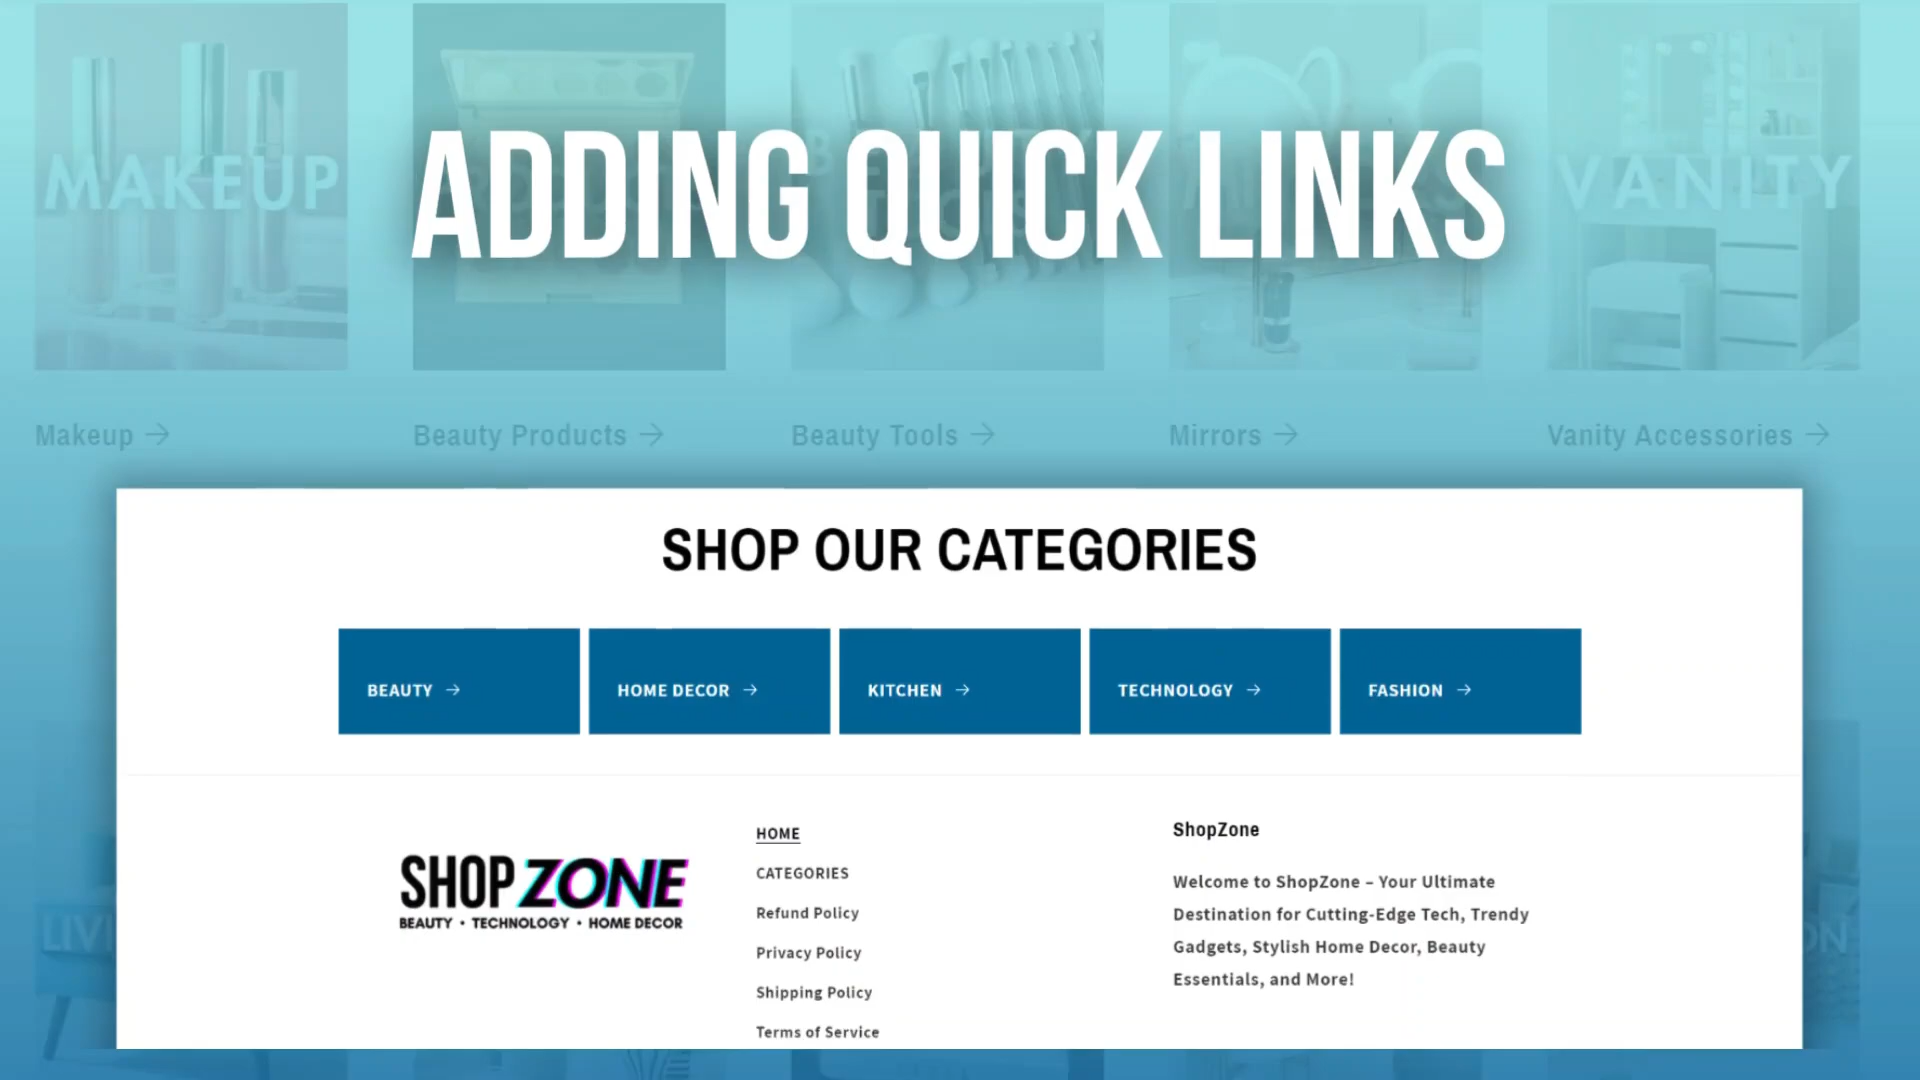 ADDING QUICK LINKS
MAKEUP
VANITY
Makeup →
Beauty Products →
Beauty Tools →
Mirrors →
Vanity Accessories →
SHOP OUR CATEGORIES
BEAUTY →
HOME DECOR →
KITCHEN →
TECHNOLOGY →
FASHION →
SHOP ZONE
BEAUTY • TECHNOLOGY • HOME DECOR
HOME
CATEGORIES
Refund Policy
Privacy Policy
Shipping Policy
Terms of Service
ShopZone
Welcome to ShopZone – Your Ultimate
Destination for Cutting-Edge Tech, Trendy
Gadgets, Stylish Home Decor, Beauty
Essentials, and More!